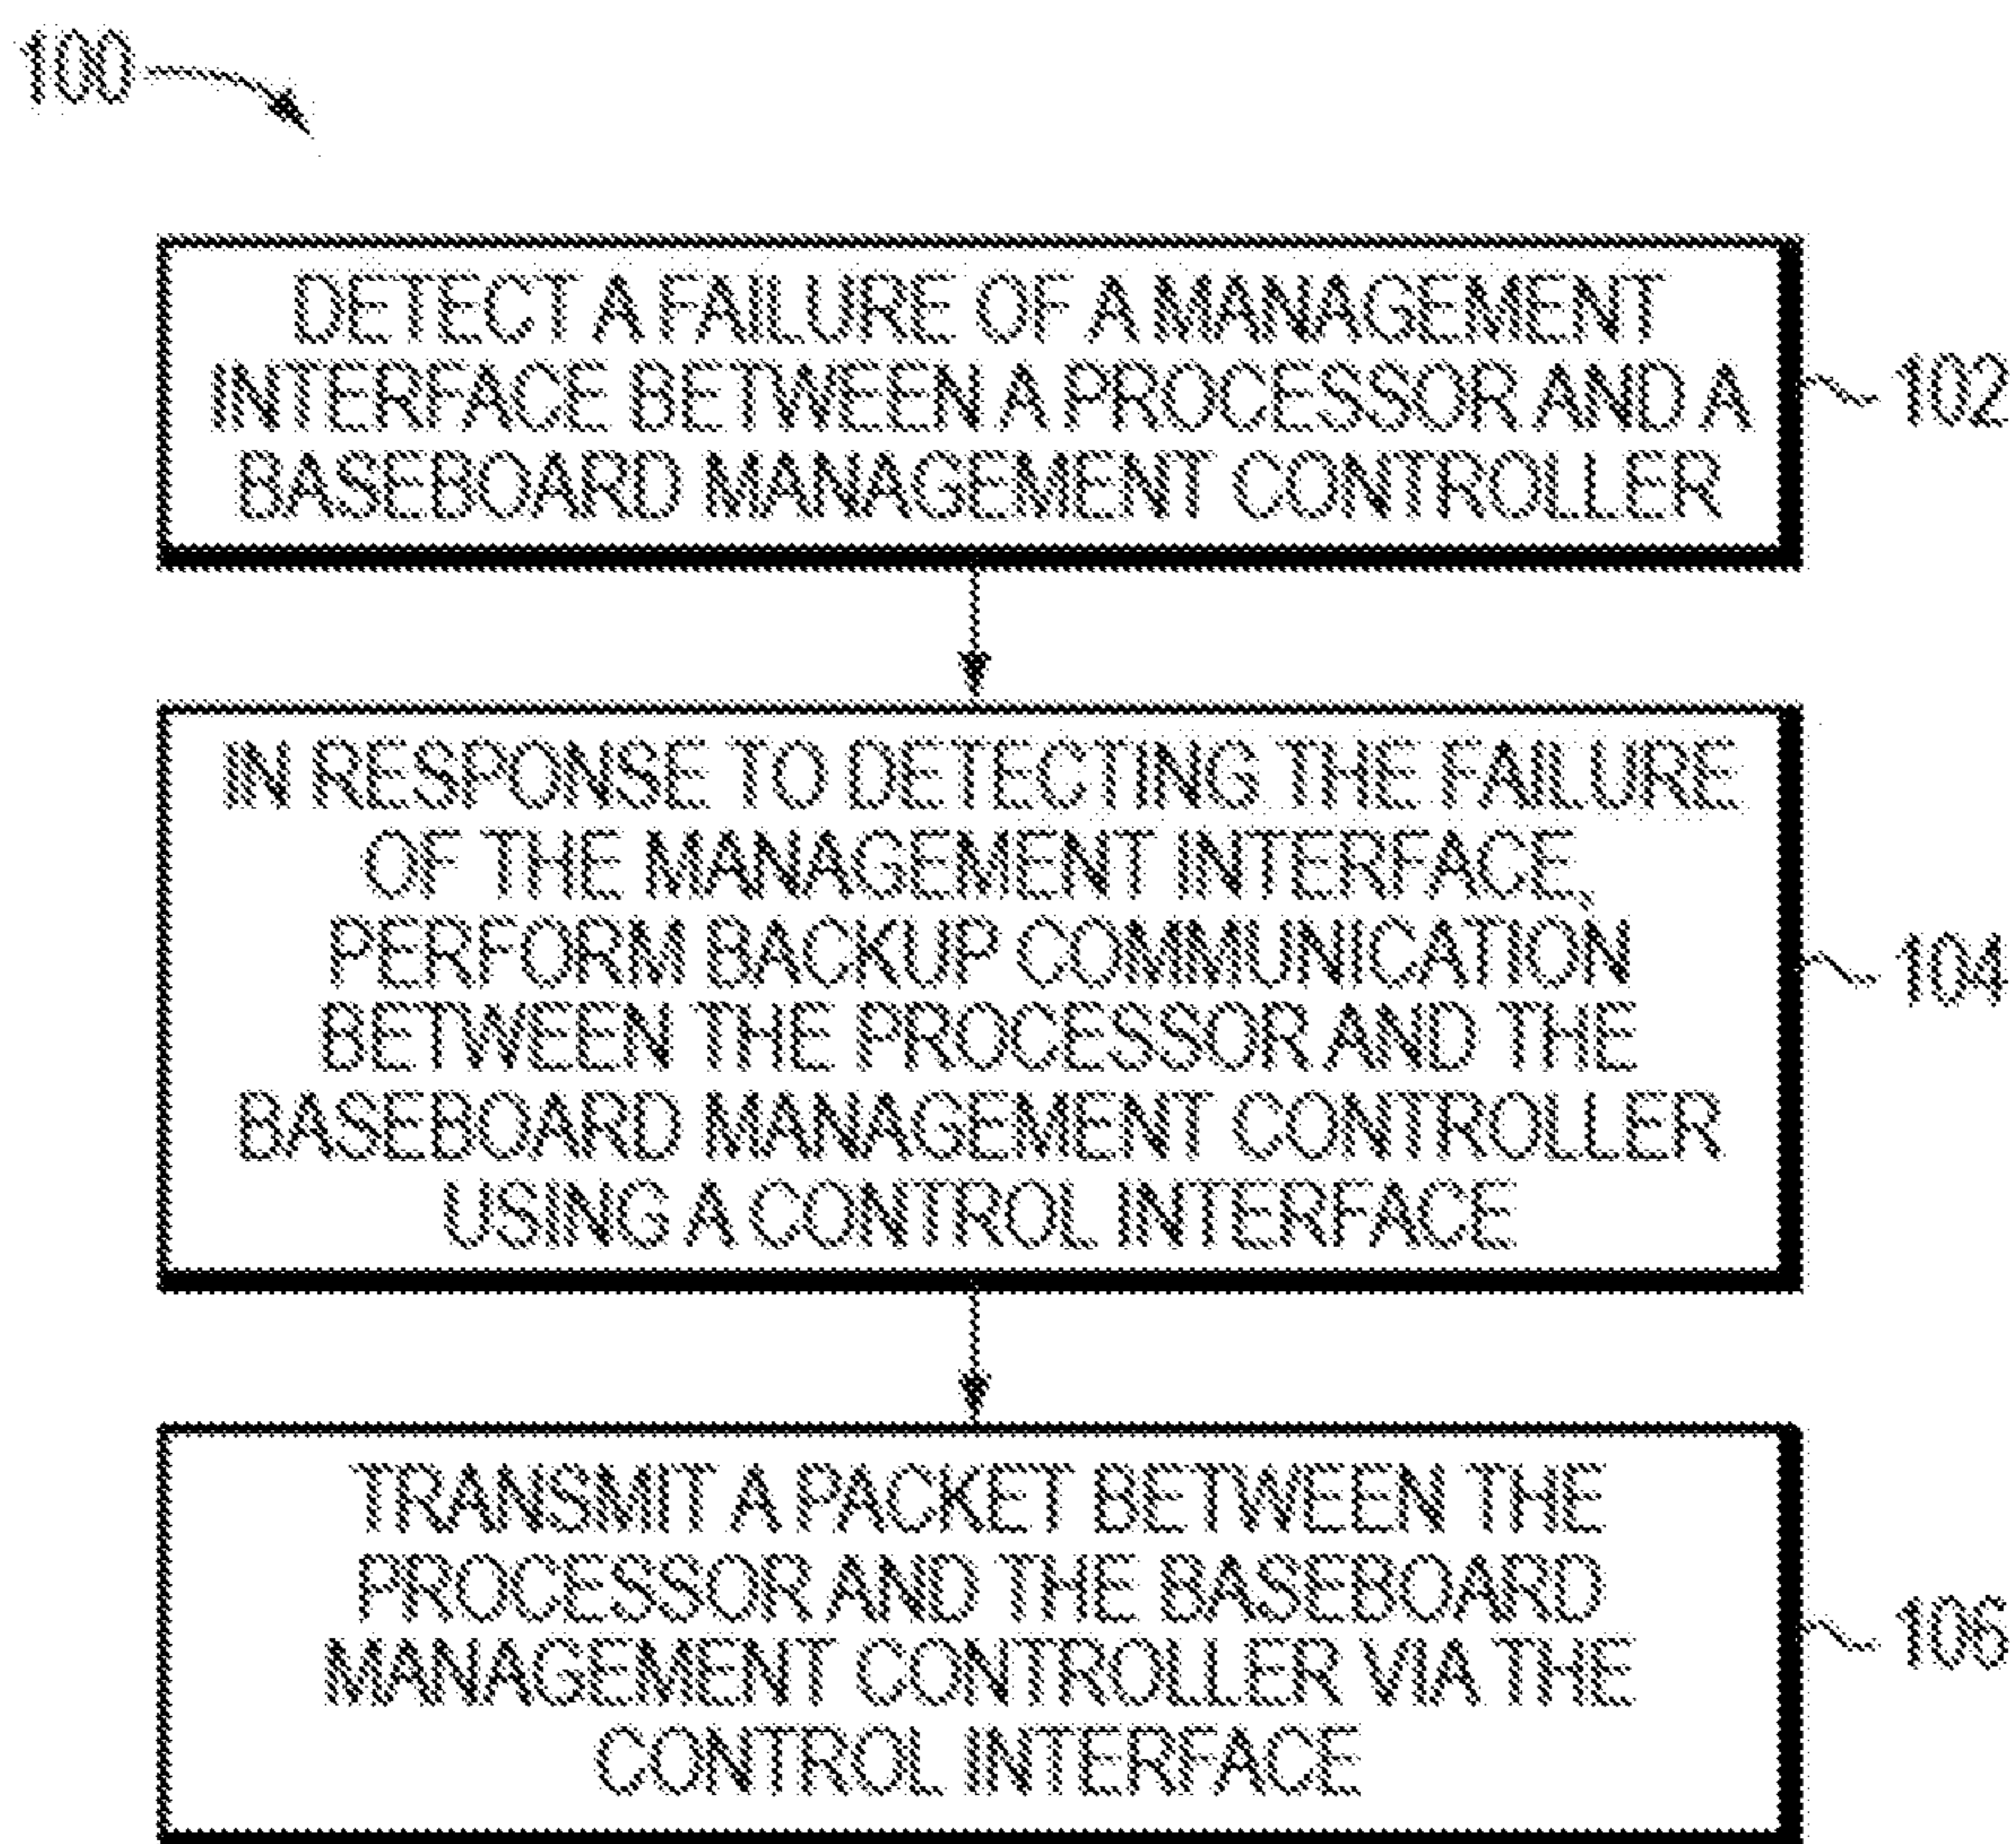 100
DETECT A FAILURE OF A MANAGEMENT
INTERFACE BETWEEN A PROCESSOR AND A
BASEBOARD MANAGEMENT CONTROLLER
102
IN RESPONSE TO DETECTING THE FAILURE
OF THE MANAGEMENT INTERFACE,
PERFORM BACKUP COMMUNICATION
BETWEEN THE PROCESSOR AND THE
BASEBOARD MANAGEMENT CONTROLLER
USING A CONTROL INTERFACE
104
TRANSMIT A PACKET BETWEEN THE
PROCESSOR AND THE BASEBOARD
MANAGEMENT CONTROLLER VIA THE
CONTROL INTERFACE
106